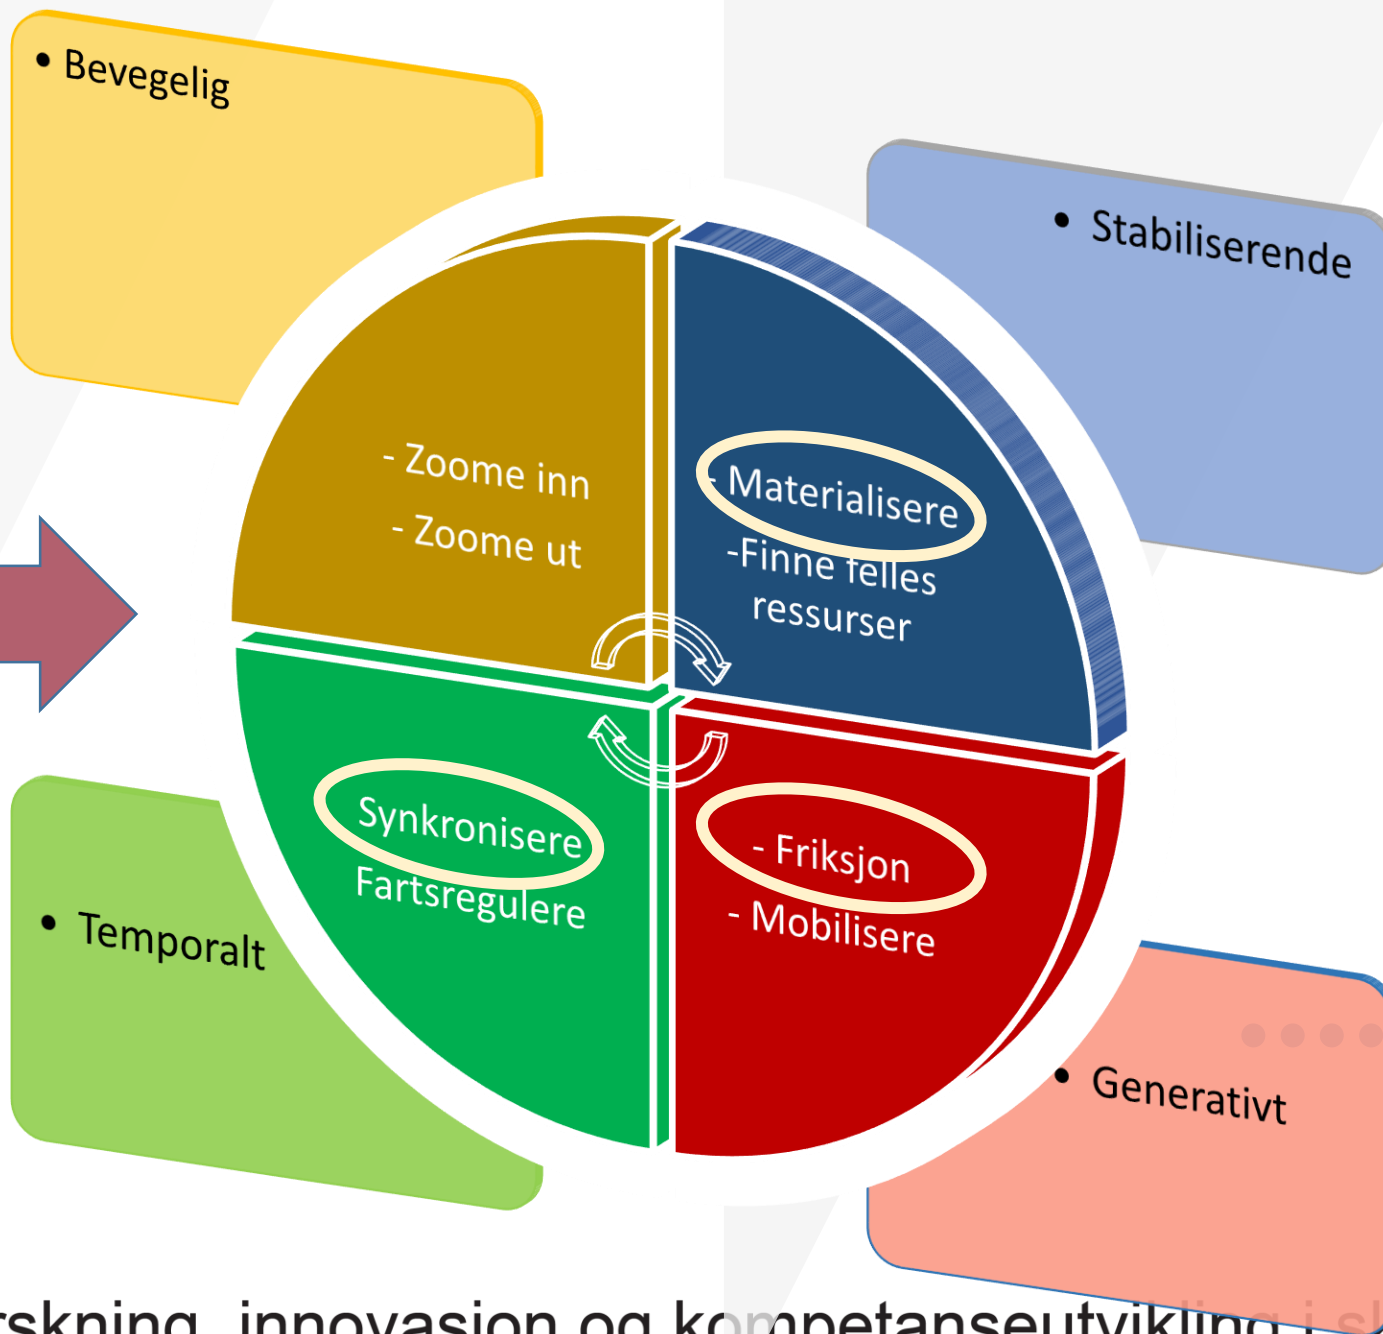 • Bevegelig
• Stabiliserende
- Zoome inn
- Zoome ut
- Materialisere
-Finne felles
ressurser
Synkronisere
Fartsregulere
- Friksjon
- Mobilisere
• Temporalt
• Generativt
innovasjon og kompetanseutvikling i